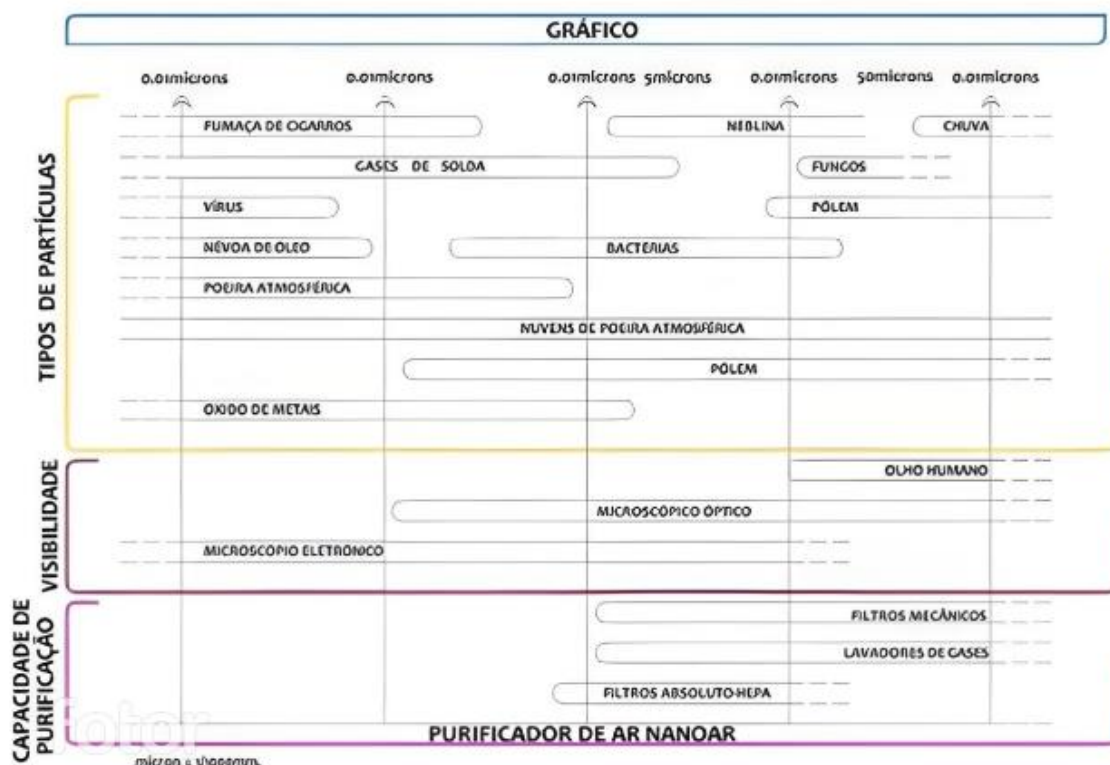 GRÁFICO
0.01microns 0.01microns 0.01microns 5microns 0.01microns 50microns 0.01microns
TIPOS DE PARTÍCULAS
FUMAÇA DE CIGARROS NEBLINA CHUVA
GASES DE SOLDA FUNGOS
VÍRUS PÓLEM
NÉVOA DE ÓLEO BACTÉRIAS
POEIRA ATMOSFÉRICA
NUVENS DE POEIRA ATMOSFÉRICA
PÓLEM
OXIDO DE METAIS
VISIBILIDADE
OLHO HUMANO
MICROSCÓPICO ÓPTICO
MICROSCOPIO ELETRÔNICO
CAPACIDADE DE
PURIFICAÇÃO
FILTROS MECÂNICOS
LAVADORES DE GASES
FILTROS ABSOLUTO-HEPA
PURIFICADOR DE AR NANOAR
fotor